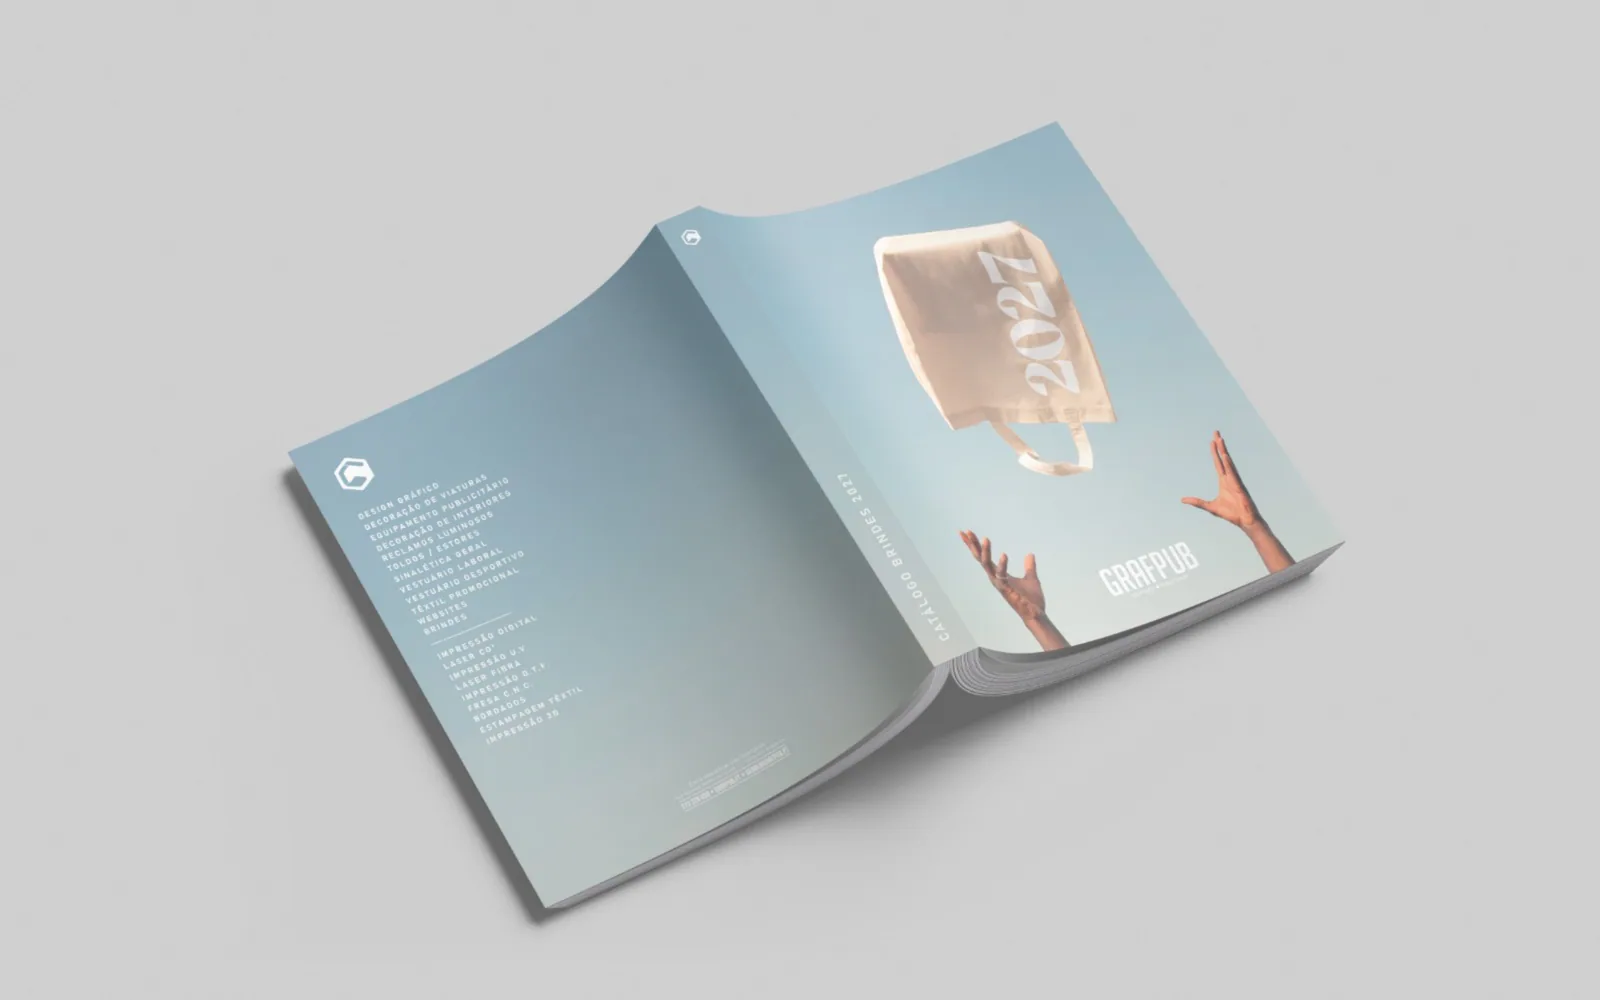 DESIGN GRÁFICO
DECORAÇÃO DE VIATURAS
EQUIPAMENTO PUBLICITÁRIO
DECORAÇÃO DE INTERIORES
RECLAMOS LUMINOSOS
TOLDOS / ESTORES
SINALÉTICA GERAL
VESTUÁRIO LABORAL
VESTUÁRIO DESPORTIVO
TÊXTIL PROMOCIONAL
WEBSITES
BRINDES
IMPRESSÃO DIGITAL
LASER CO²
IMPRESSÃO U.V
LASER FIBRA
IMPRESSÃO D.T.F
FRESA C.N.C.
BORDADOS
ESTAMPAGEM TÊXTIL
IMPRESSÃO 3D
CATÁLOGO BRINDES 2027
2027
GRAFPUB